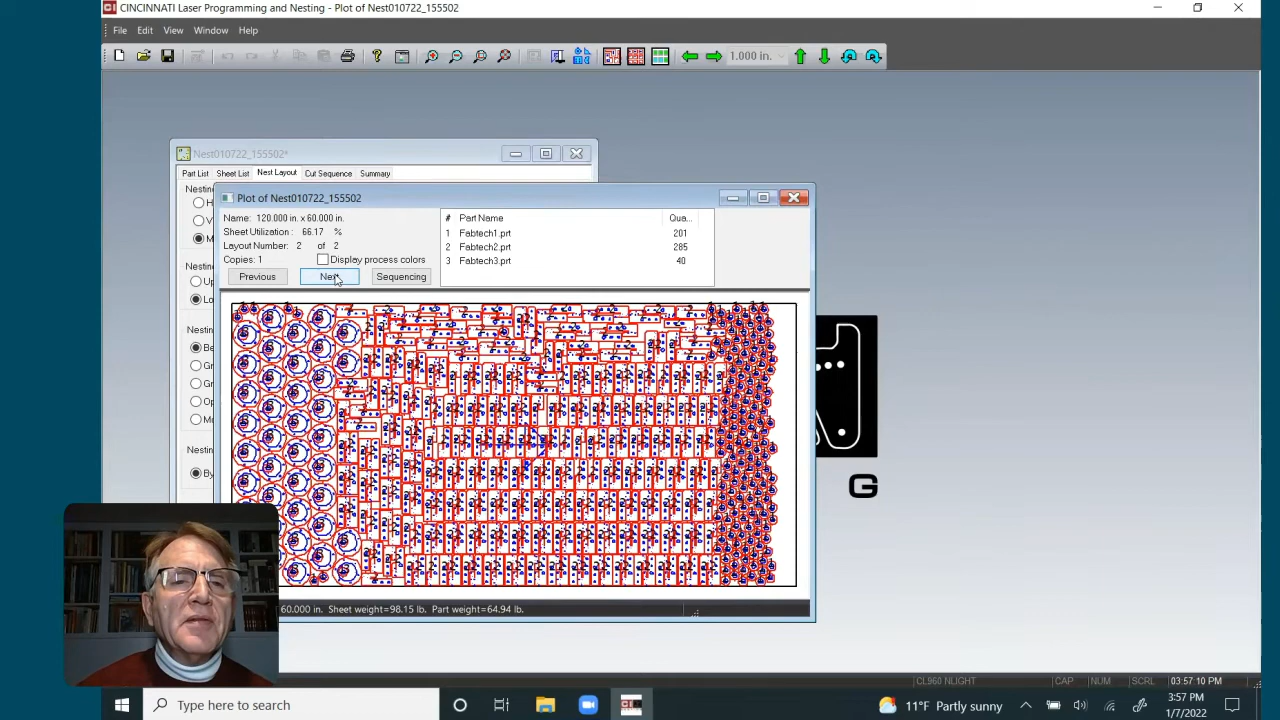 CINCINNATI Laser Programming and Nesting - Plot of Nest010722_155502
File Edit View Window Help
1.000 in.
Nest010722_155502*
Part List Sheet List Nest Layout Cut Sequence Summary
Plot of Nest010722_155502
Name: 120.000 in. x 60.000 in.
Sheet Utilization : 66.17 %
Layout Number: 2 of 2
Copies: 1 Display process colors
Previous Next Sequencing
# Part Name Qua...
1 Fabtech1.prt 201
2 Fabtech2.prt 285
3 Fabtech3.prt 40
G
60.000 in. Sheet weight=98.15 lb. Part weight=64.94 lb.
CL960 NLIGHT CAP NUM SCRL 03:57:10 PM
Type here to search
11°F Partly sunny
3:57 PM
1/7/2022